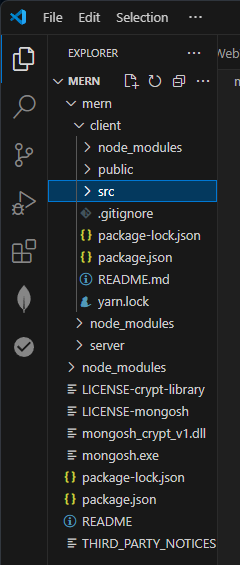 File Edit Selection ...
EXPLORER ...
MERN ...
mern
client
node_modules
public
src
.gitignore
package-lock.json
package.json
README.md
yarn.lock
node_modules
server
node_modules
LICENSE-crypt-library
LICENSE-mongosh
mongosh_crypt_v1.dll
mongosh.exe
package-lock.json
package.json
README
THIRD_PARTY_NOTICES